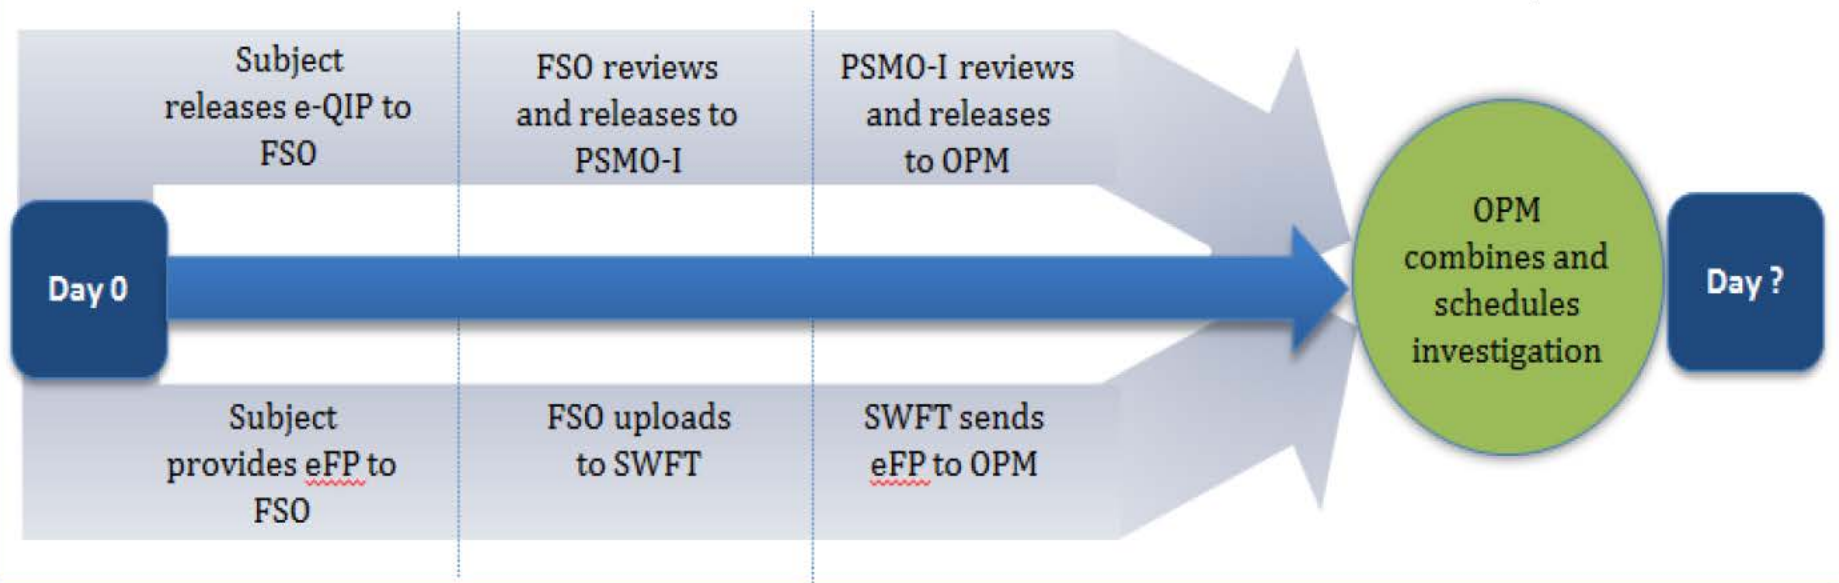 Subject
releases e-QIP to
FSO
FSO reviews
and releases to
PSMO-I
PSMO-I reviews
and releases
to OPM
Day 0
OPM
combines and
schedules
investigation
Day ?
Subject
provides eFP to
FSO
FSO uploads
to SWFT
SWFT sends
eFP to OPM